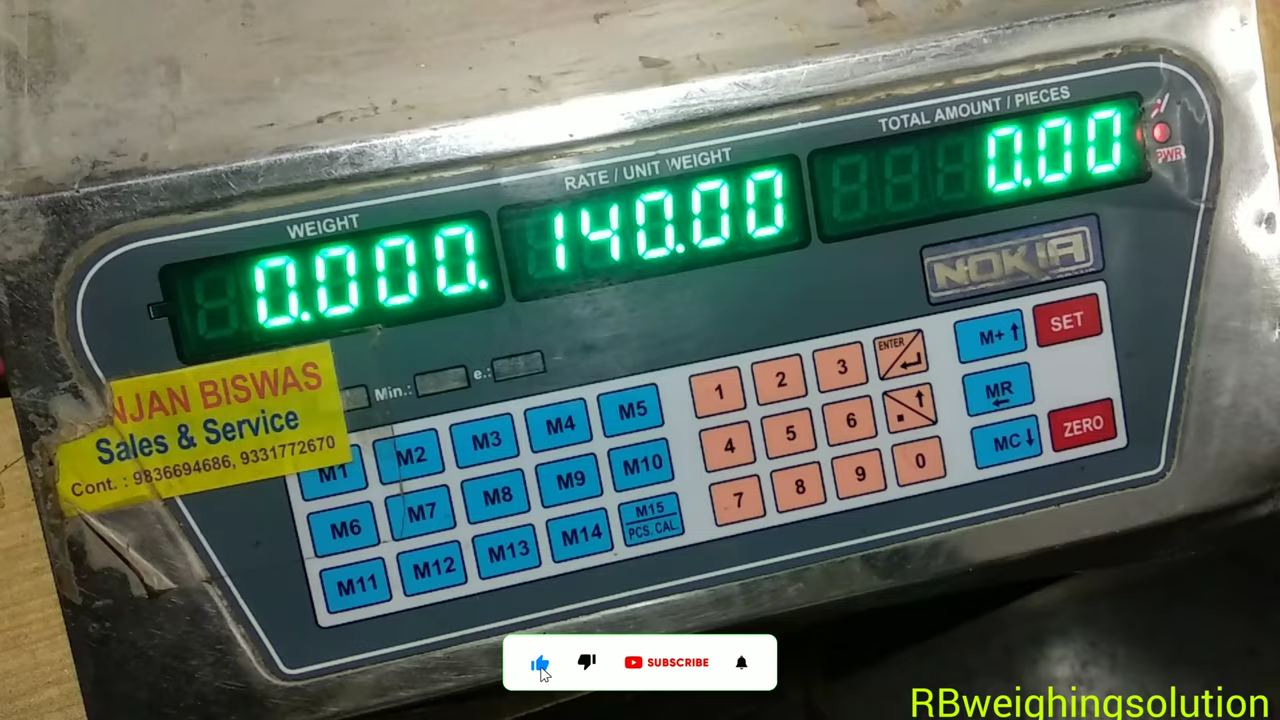 TOTAL AMOUNT / PIECES
RATE / UNIT WEIGHT
WEIGHT
0.000.
140.00
0.00
PWR
NOKIA
NJAN BISWAS
Sales & Service
Cont. : 9836694686, 9331772670
Min.: e.:
M1 M2 M3 M4 M5
M6 M7 M8 M9 M10
M11 M12 M13 M14 M15
PCS. CAL.
1 2 3 ENTER
4 5 6 .
7 8 9 0
M+ SET
MR
MC ZERO
SUBSCRIBE
RBweighingsolution